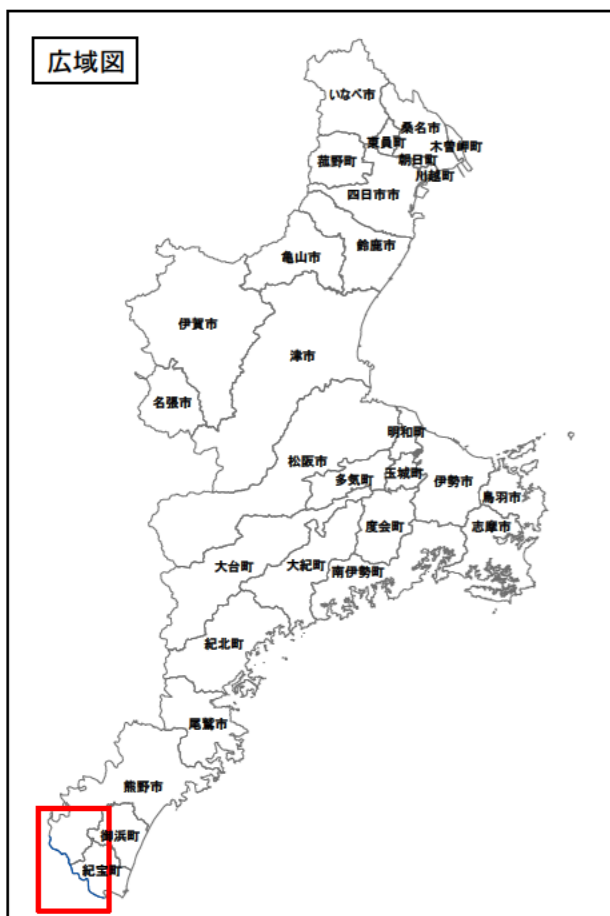 広域図
いなべ市
桑名市
東員町
木曽岬町
朝日町
菰野町
川越町
四日市市
鈴鹿市
亀山市
伊賀市
津市
名張市
明和町
松阪市
玉城町
多気町
伊勢市
鳥羽市
度会町
志摩市
大台町
大紀町
南伊勢町
紀北町
尾鷲市
熊野市
御浜町
紀宝町